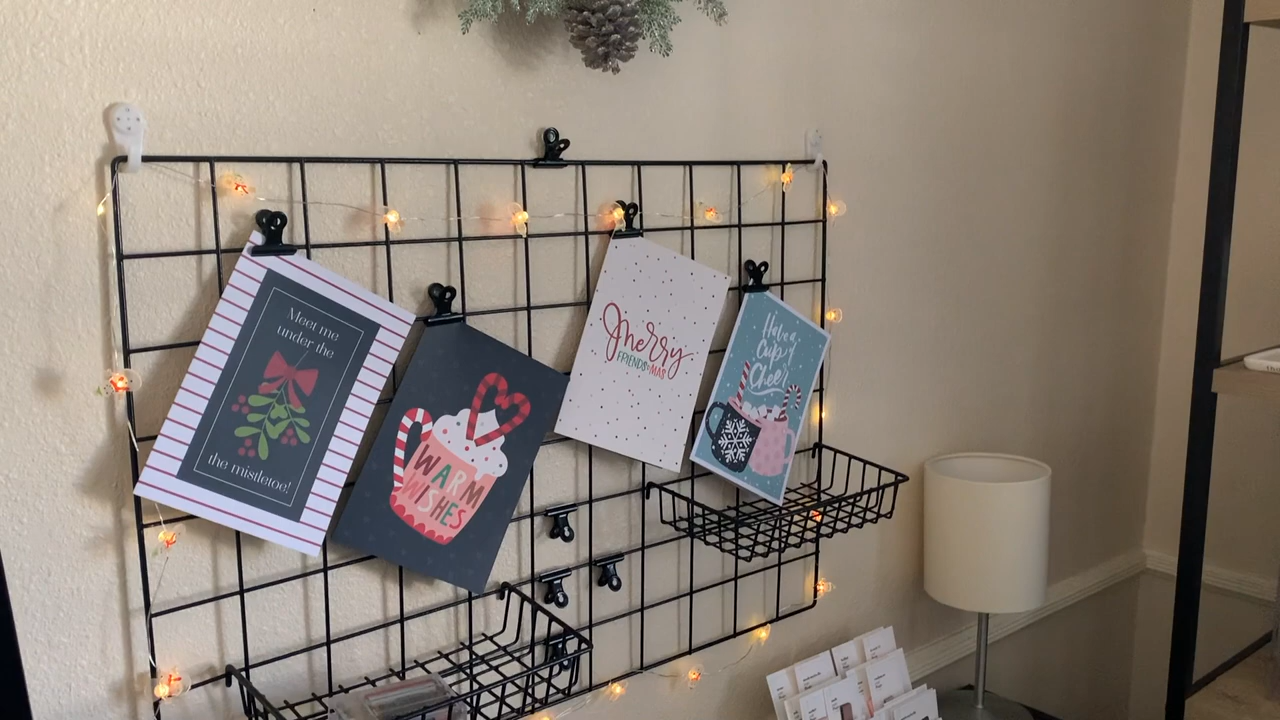 Meet me
under the
the mistletoe!
WARM
WISHES
Merry
FRIENDSMAS
Have a
Cup of
Cheer